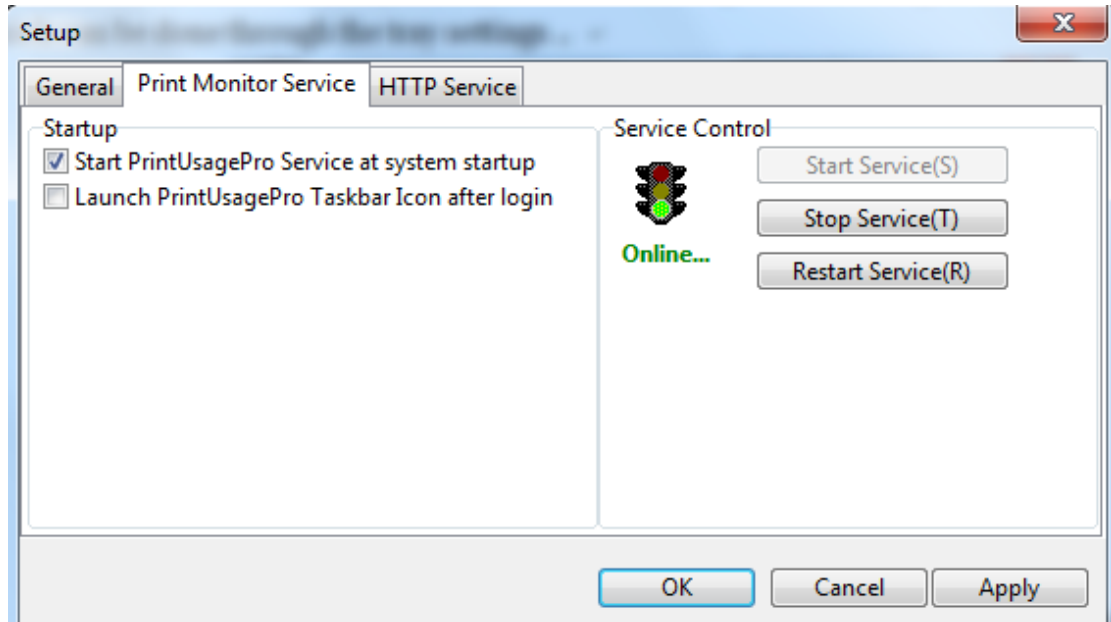 Setup
General
Print Monitor Service
HTTP Service
Startup
Start PrintUsagePro Service at system startup
Launch PrintUsagePro Taskbar Icon after login
Service Control
Online...
Start Service(S)
Stop Service(T)
Restart Service(R)
OK
Cancel
Apply